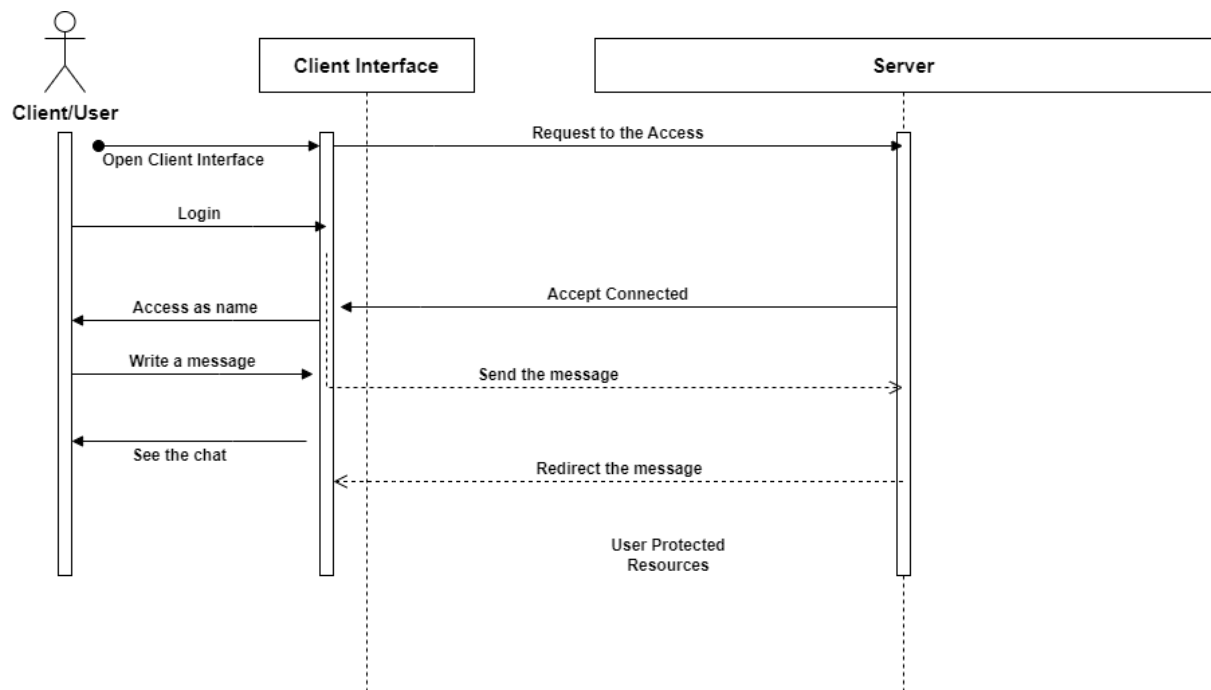 Client Interface
Server
Client/User
Request to the Access
Open Client Interface
Login
Accept Connected
Access as name
Write a message
Send the message
See the chat
Redirect the message
User Protected
Resources